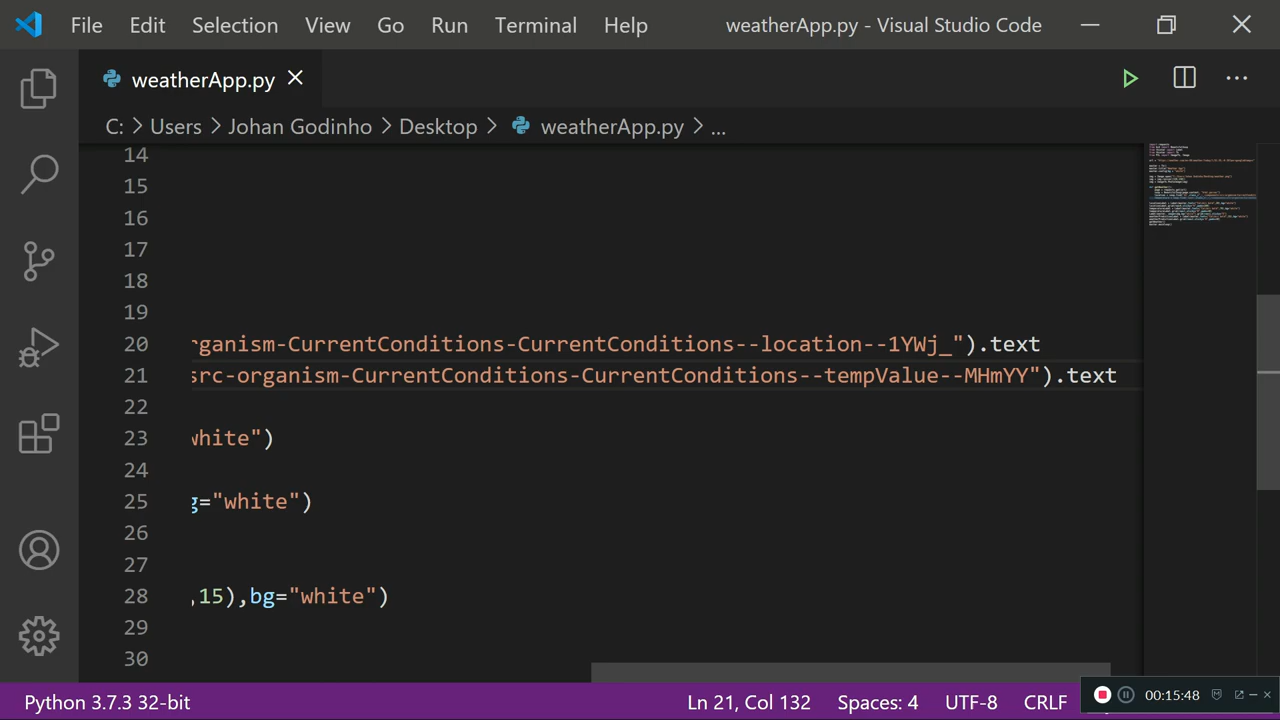 File Edit Selection View Go Run Terminal Help weatherApp.py - Visual Studio Code
weatherApp.py
C: > Users > Johan Godinho > Desktop > weatherApp.py > ...
14
15
16
17
18
19
20 rganism-CurrentConditions-CurrentConditions--location--1YWj_").text
21 src-organism-CurrentConditions-CurrentConditions--tempValue--MHmYY").text
22
23 white")
24
25 g="white")
26
27
28 ,15),bg="white")
29
30
Python 3.7.3 32-bit Ln 21, Col 132 Spaces: 4 UTF-8 CRLF 00:15:48